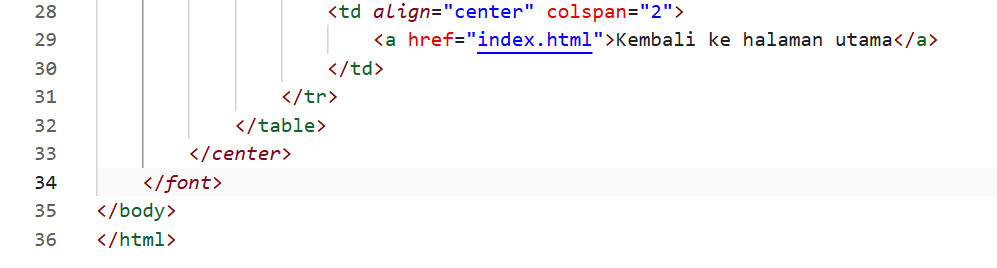 28 <td align="center" colspan="2">
29 <a href="index.html">Kembali ke halaman utama</a>
30 </td>
31 </tr>
32 </table>
33 </center>
34 </font>
35 </body>
36 </html>